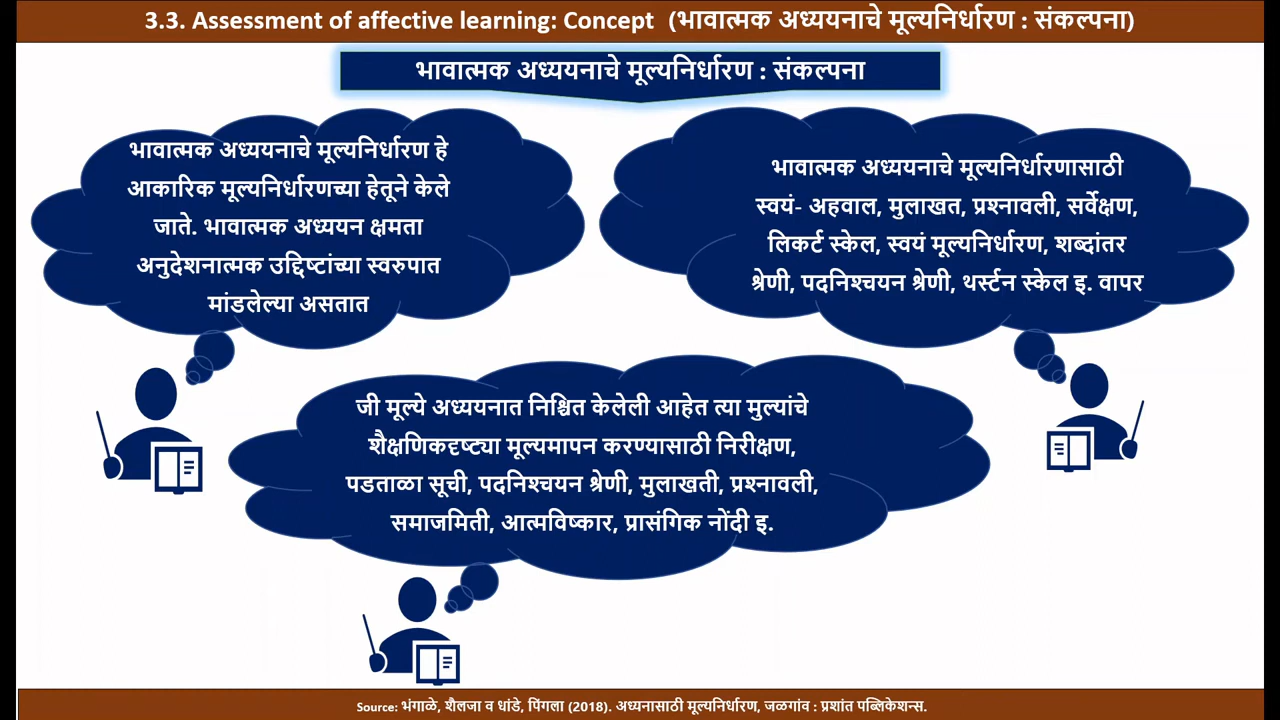 3.3. Assessment of affective learning: Concept (भावात्मक अध्ययनाचे मूल्यनिर्धारण : संकल्पना)
भावात्मक अध्ययनाचे मूल्यनिर्धारण : संकल्पना
भावात्मक अध्ययनाचे मूल्यनिर्धारण हे
आकारिक मूल्यनिर्धारणच्या हेतूने केले
जाते. भावात्मक अध्ययन क्षमता
अनुदेशनात्मक उद्दिष्टांच्या स्वरुपात
मांडलेल्या असतात
भावात्मक अध्ययनाचे मूल्यनिर्धारणासाठी
स्वयं- अहवाल, मुलाखत, प्रश्नावली, सर्वेक्षण,
लिकर्ट स्केल, स्वयं मूल्यनिर्धारण, शब्दांतर
श्रेणी, पदनिश्चयन श्रेणी, थर्स्टन स्केल इ. वापर
जी मूल्ये अध्ययनात निश्चित केलेली आहेत त्या मुल्यांचे
शैक्षणिकदृष्ट्या मूल्यमापन करण्यासाठी निरीक्षण,
पडताळा सूची, पदनिश्चयन श्रेणी, मुलाखती, प्रश्नावली,
समाजमिती, आत्मविष्कार, प्रासंगिक नोंदी इ.
Source: भंगाळे, शैलजा व धांडे, पिंगला (2018). अध्यनासाठी मूल्यनिर्धारण, जळगांव : प्रशांत पब्लिकेशन्स.